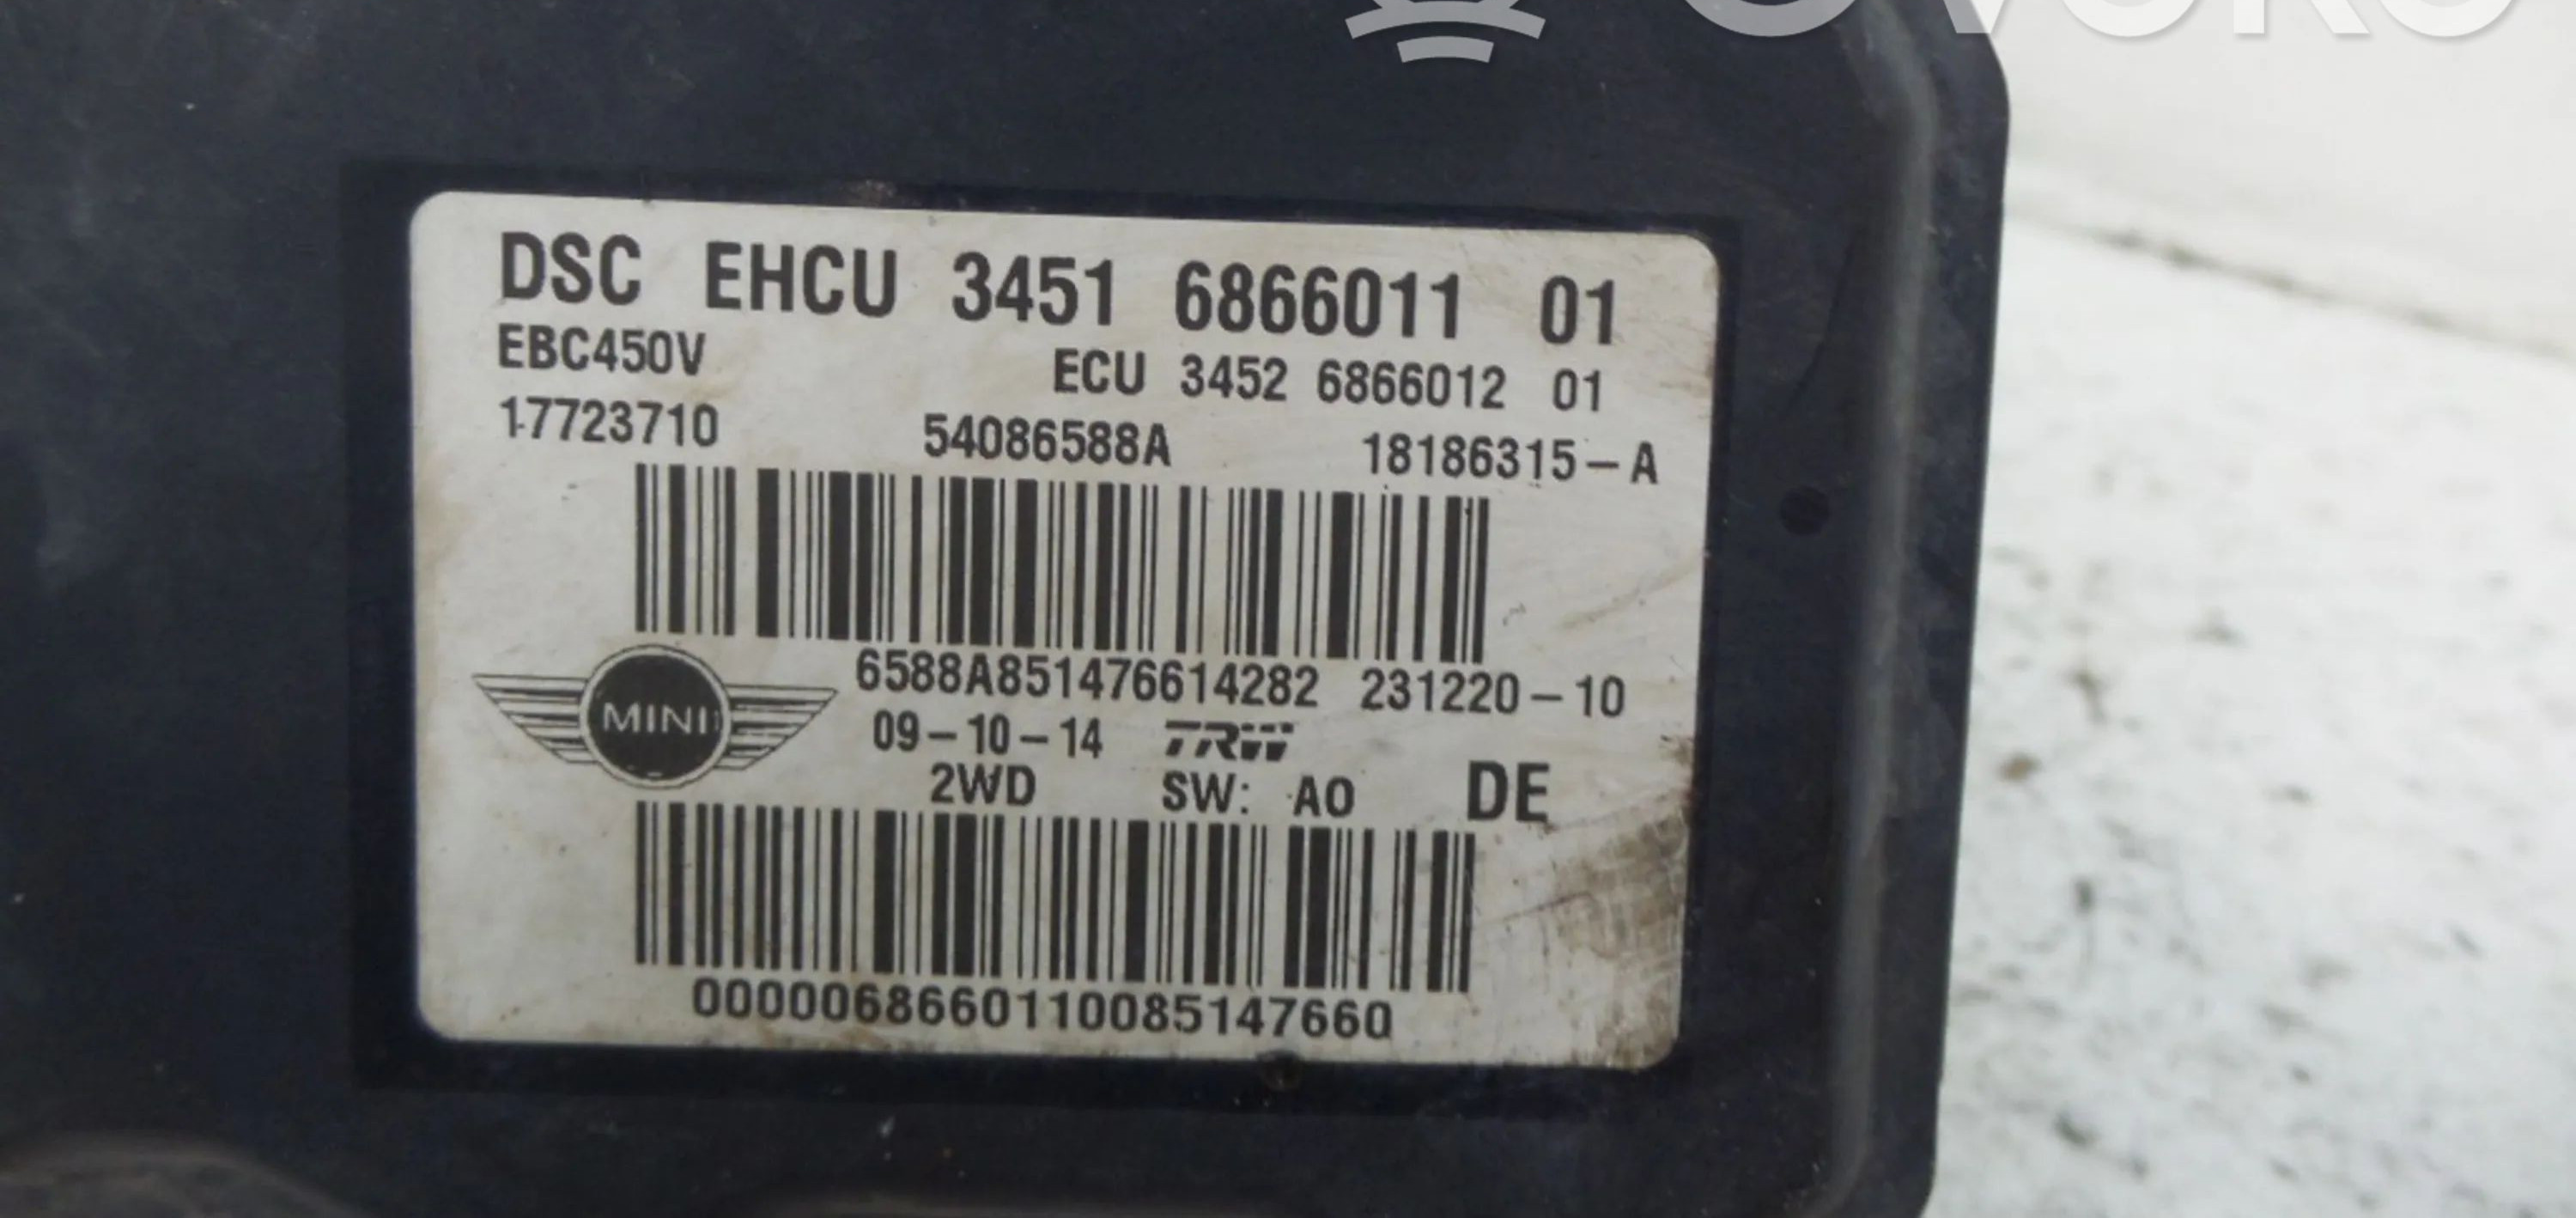 DSC EHCU 3451 6866011 01
EBC450V ECU 3452 6866012 01
17723710 54086588A 18186315-A
6588A851476614282 231220-10
MINI 09-10-14 TRW
2WD SW: A0 DE
0000068660110085147660